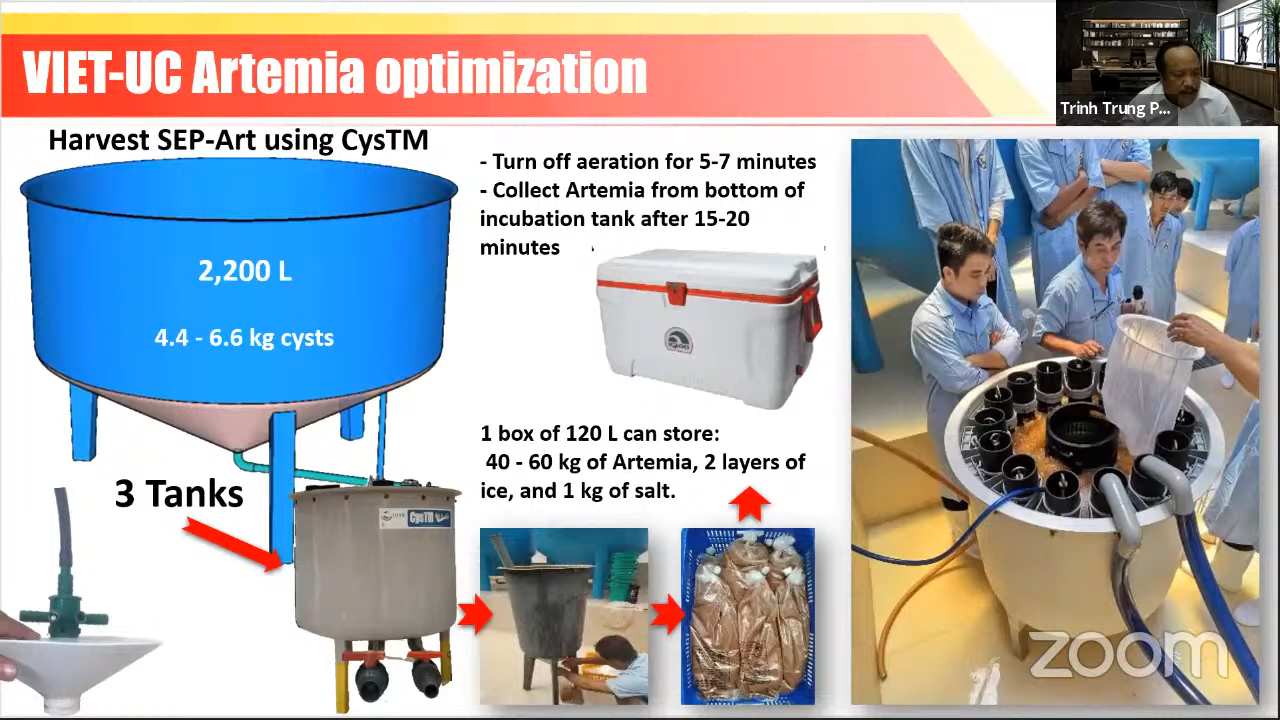 VIET-UC Artemia optimization
Trinh Trung P...
Harvest SEP-Art using CysTM
2,200 L
4.4 - 6.6 kg cysts
3 Tanks
CysTM
- Turn off aeration for 5-7 minutes
- Collect Artemia from bottom of
incubation tank after 15-20
minutes
IGLOO
1 box of 120 L can store:
40 - 60 kg of Artemia, 2 layers of
ice, and 1 kg of salt.
zoom